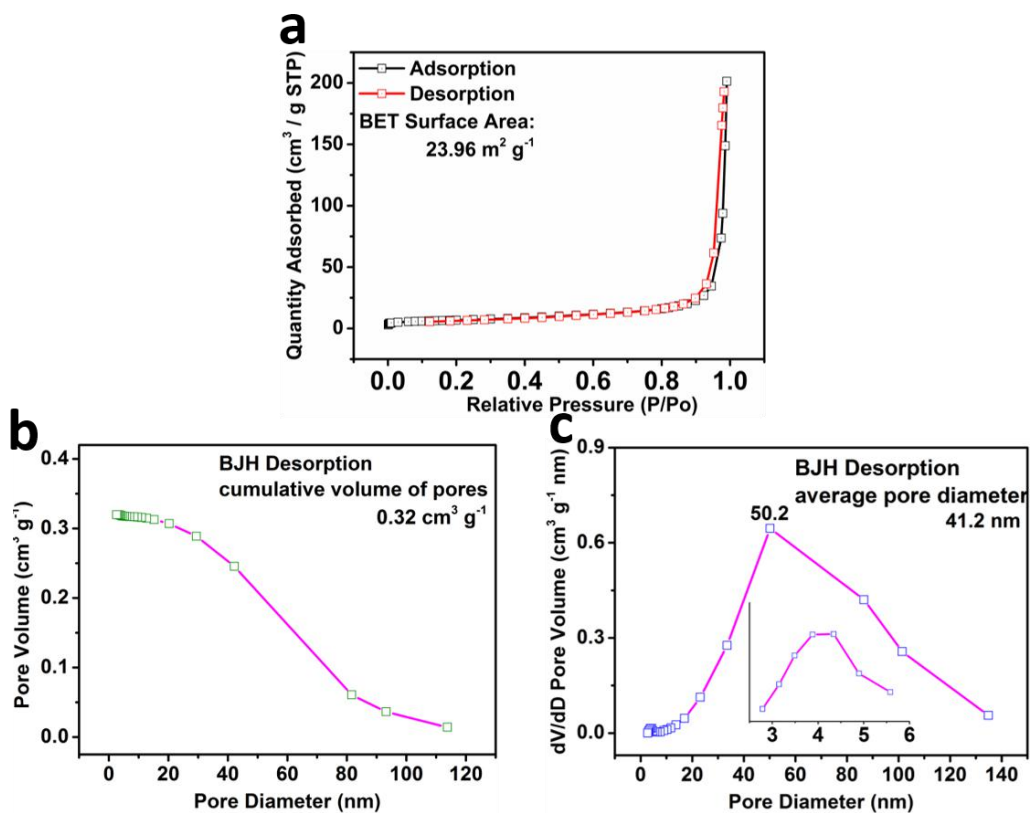 a
Quantity Adsorbed (cm³ / g STP)
200
150
100
50
0
Adsorption
Desorption
BET Surface Area:
23.96 m² g⁻¹
0.0 0.2 0.4 0.6 0.8 1.0
Relative Pressure (P/Po)
b
Pore Volume (cm³ g⁻¹)
0.4
0.3
0.2
0.1
0.0
BJH Desorption
cumulative volume of pores
0.32 cm³ g⁻¹
0 20 40 60 80 100 120
Pore Diameter (nm)
c
dV/dD Pore Volume (cm³ g⁻¹ nm)
0.9
0.6
0.3
0.0
BJH Desorption
average pore diameter
41.2 nm
50.2
3 4 5 6
0 20 40 60 80 100 120 140
Pore Diameter (nm)